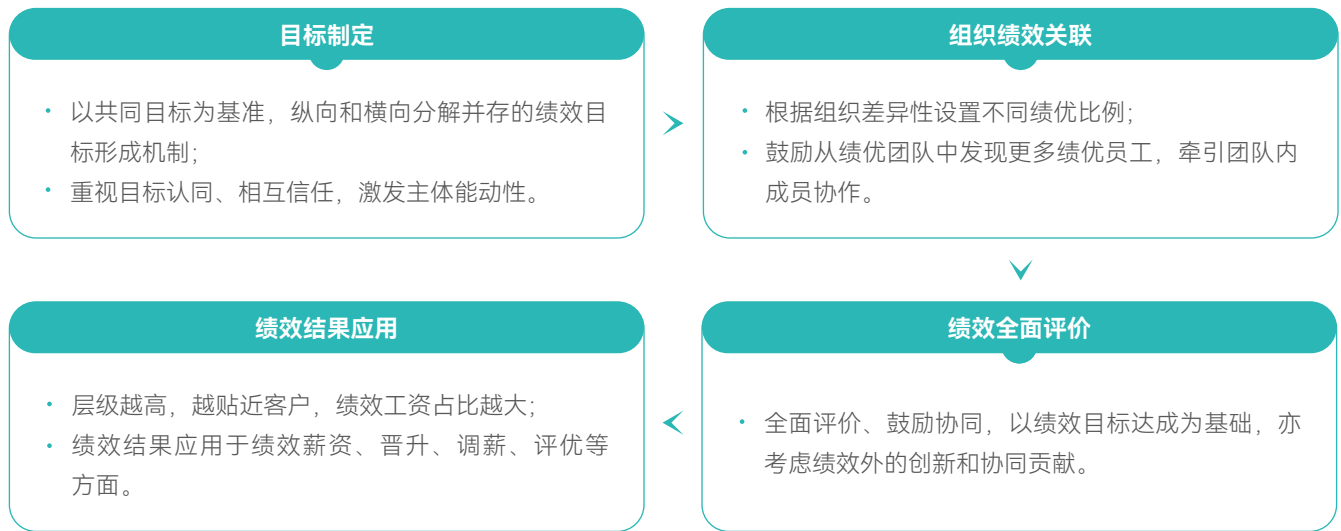 目标制定
· 以共同目标为基准，纵向和横向分解并存的绩效目
标形成机制；
· 重视目标认同、相互信任，激发主体能动性。
组织绩效关联
· 根据组织差异性设置不同绩优比例；
· 鼓励从绩优团队中发现更多绩优员工，牵引团队内
成员协作。
绩效全面评价
· 全面评价、鼓励协同，以绩效目标达成为基础，亦
考虑绩效外的创新和协同贡献。
绩效结果应用
· 层级越高，越贴近客户，绩效工资占比越大；
· 绩效结果应用于绩效薪资、晋升、调薪、评优等
方面。